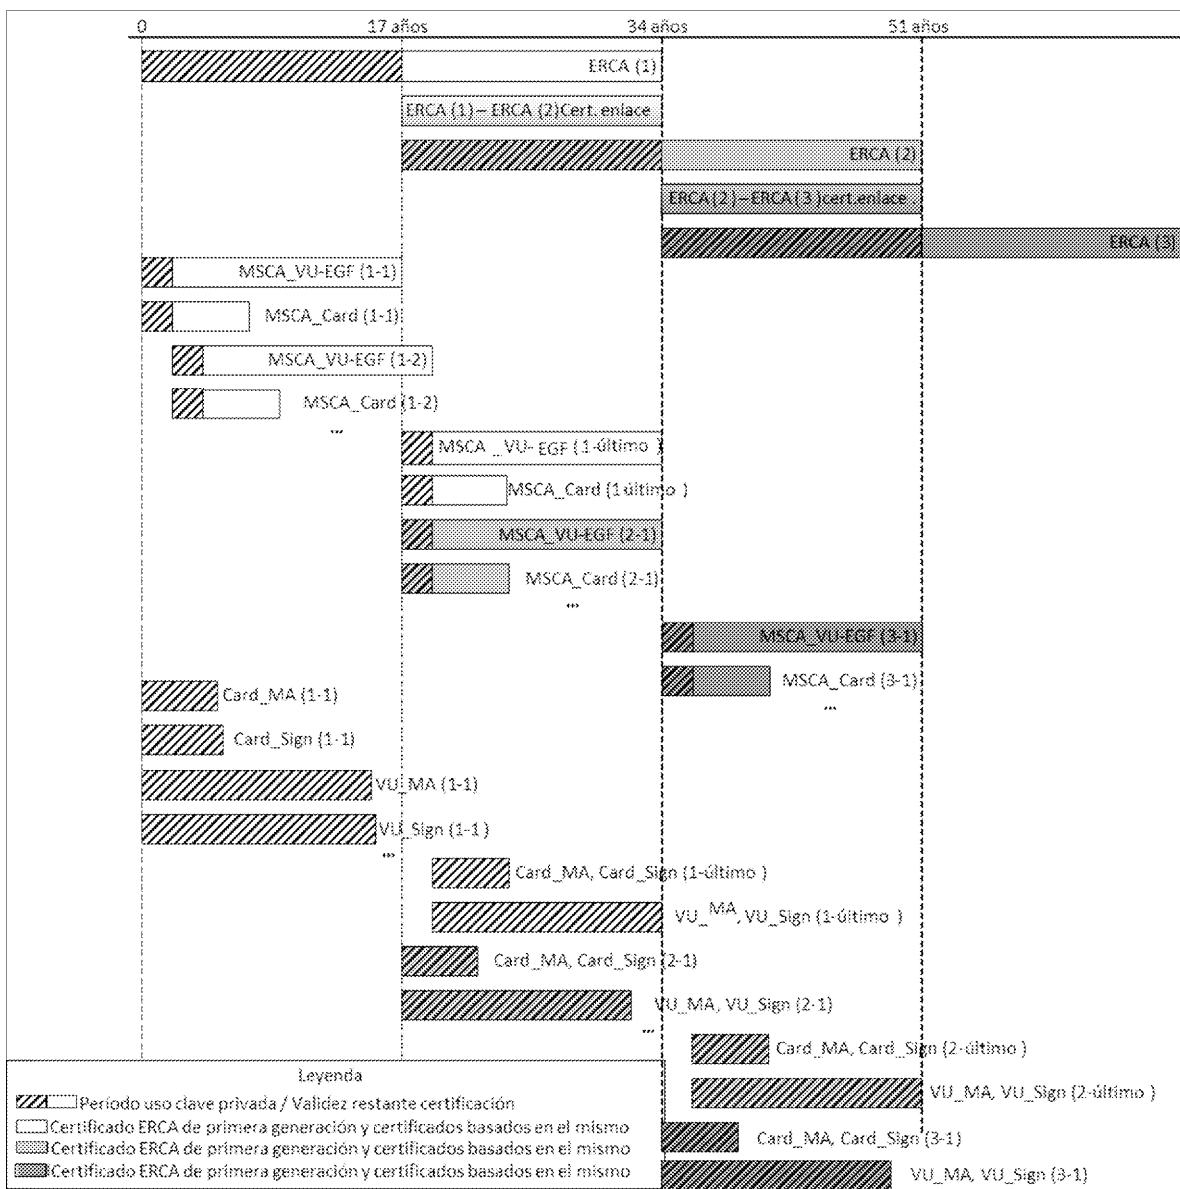 0 17 años 34 años 51 años
ERCA (1)
ERCA (1) – ERCA (2)Cert. enlace
ERCA (2)
ERCA (2) – ERCA (3)cert.enlace .
ERCA (3)
MSCA_VU-EGF (1-1)
MSCA_Card (1-1)
MSCA_VU-EGF (1-2)
MSCA_Card (1-2)
...
MSCA _VU- EGF (1-último )
MSCA_Card (1 último )
MSCA_VU-EGF (2-1)
MSCA_Card (2-1)
...
MSCA_VU-EGF (3-1)
MSCA_Card (3-1)
...
Card_MA (1-1)
Card_Sign (1-1)
VU_MA (1-1)
VU_Sign (1-1 )
...
Card_MA, Card_Sign (1-último )
VU_MA, VU_Sign (1-último )
Card_MA, Card_Sign (2-1)
VU_MA, VU_Sign (2-1)
...
Card_MA, Card_Sign (2-último )
VU_MA, VU_Sign (2-último )
Card_MA, Card_Sign (3-1)
VU_MA, VU_Sign (3-1)
Leyenda
Período uso clave privada / Validez restante certificación
Certificado ERCA de primera generación y certificados basados en el mismo
Certificado ERCA de primera generación y certificados basados en el mismo
Certificado ERCA de primera generación y certificados basados en el mismo